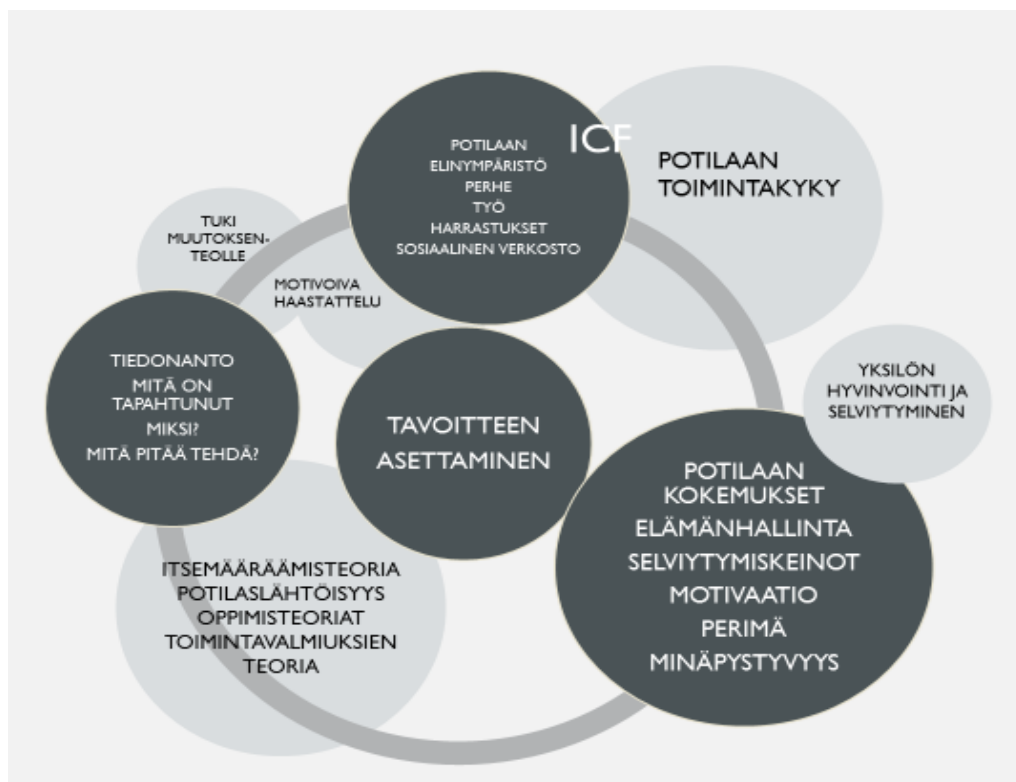 POTILAAN
ELINYMPÄRISTÖ
PERHE
TYÖ
HARRASTUKSET
SOSIAALINEN VERKOSTO
ICF
POTILAAN
TOIMINTAKYKY
TUKI
MUUTOKSEN-
TEOLLE
MOTIVOIVA
HAASTATTELU
TIEDONANTO
MITÄ ON
TAPAHTUNUT
MIKSI?
MITÄ PITÄÄ TEHDÄ?
TAVOITTEEN
ASETTAMINEN
YKSILÖN
HYVINVOINTI JA
SELVIYTYMINEN
POTILAAN
KOKEMUKSET
ELÄMÄNHALLINTA
SELVIYTYMISKEINOT
MOTIVAATIO
PERIMÄ
MINÄPYSTYVYYS
ITSEMÄÄRÄÄMISTEORIA
POTILASLÄHTÖISYYS
OPPIMISTEORIAT
TOIMINTAVALMIUKSIEN
TEORIA